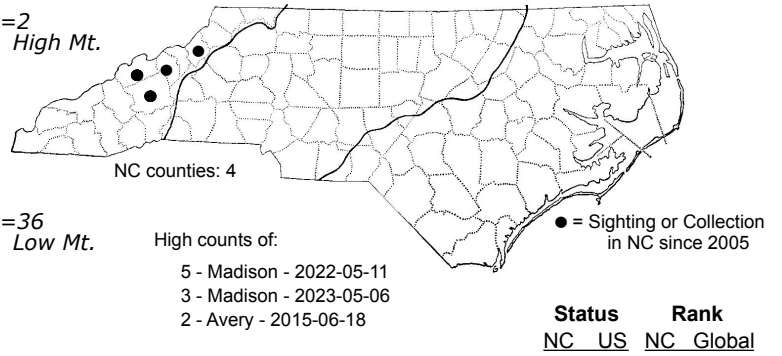 =2
High Mt.
NC counties: 4
=36
Low Mt.
High counts of:
5 - Madison - 2022-05-11
3 - Madison - 2023-05-06
2 - Avery - 2015-06-18
● = Sighting or Collection
in NC since 2005
Status Rank
NC US NC Global